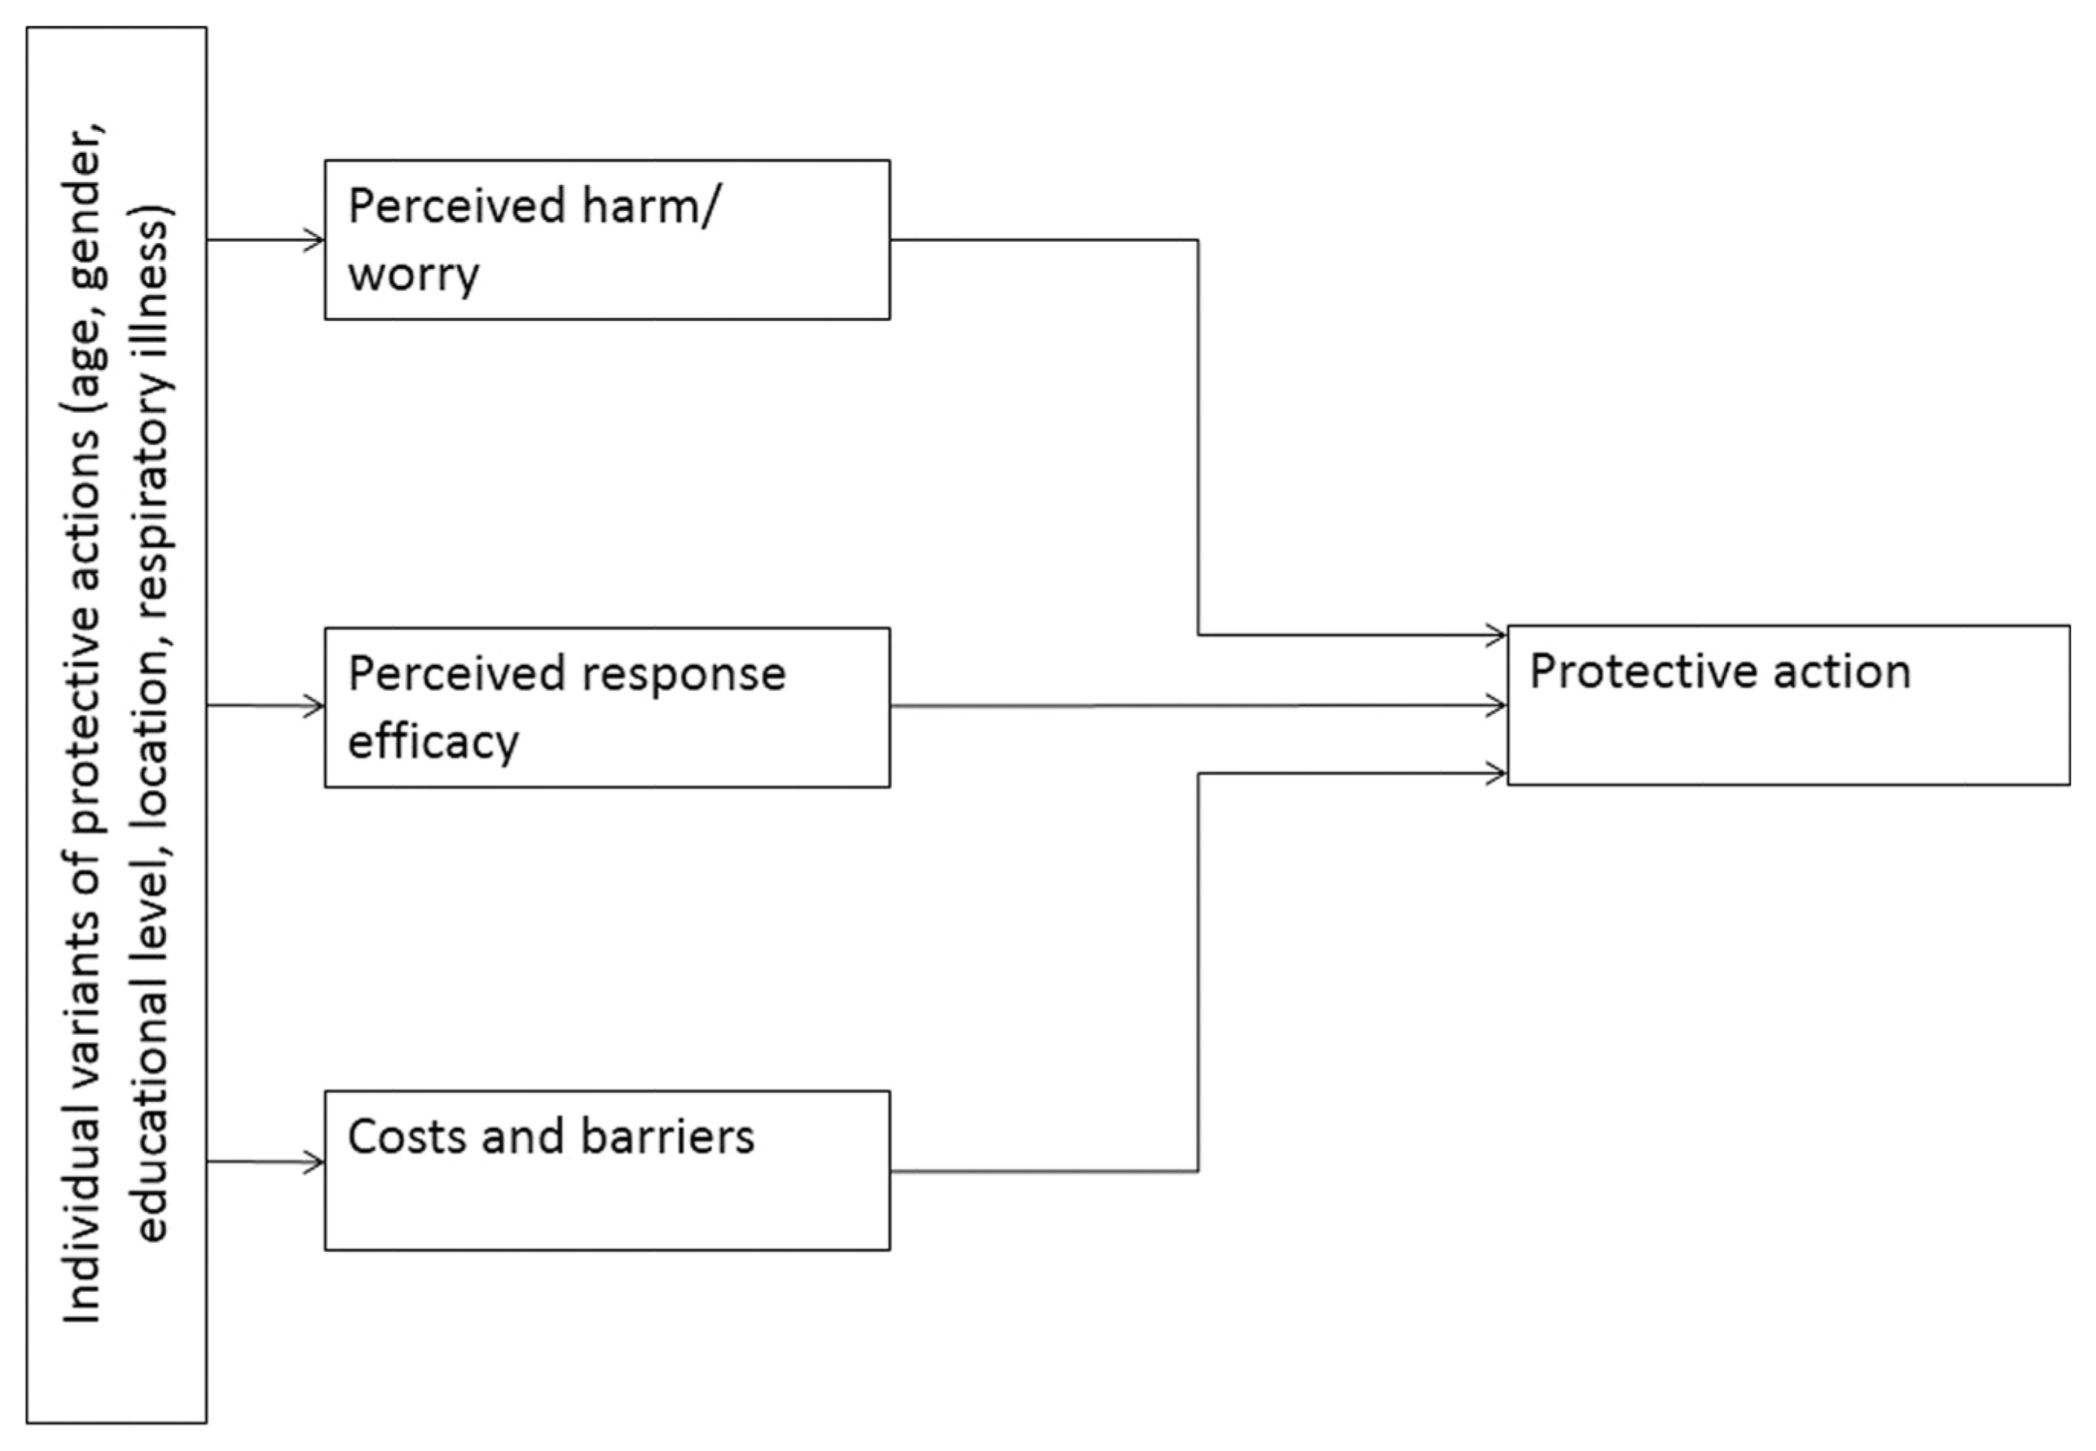 Individual variants of protective actions (age, gender,
educational level, location, respiratory illness)
Perceived harm/
worry
Perceived response
efficacy
Costs and barriers
Protective action